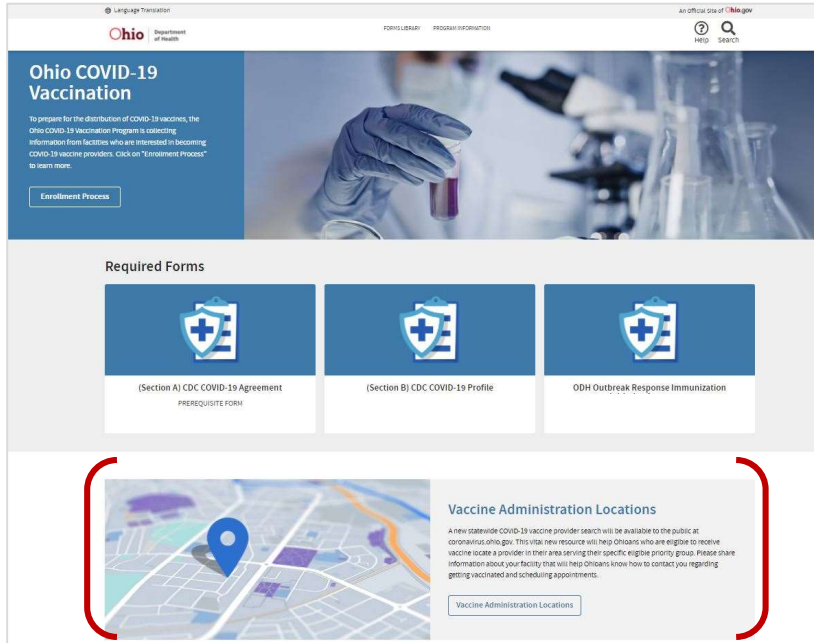 Language Translation
An Official Site of Ohio.gov
Ohio
Department
of Health
FORMS LIBRARY PROGRAM INFORMATION
Help Search
Ohio COVID-19
Vaccination
To prepare for the distribution of COVID-19 vaccines, the
Ohio COVID-19 Vaccination Program is collecting
information from facilities who are interested in becoming
COVID-19 vaccine providers. Click on "Enrollment Process"
to learn more.
Enrollment Process
Required Forms
(Section A) CDC COVID-19 Agreement
PREREQUISITE FORM
(Section B) CDC COVID-19 Profile
ODH Outbreak Response Immunization
Vaccine Administration Locations
A new statewide COVID-19 vaccine provider search will be available to the public at
coronavirus.ohio.gov. This vital new resource will help Ohioans who are eligible to receive
vaccine locate a provider in their area serving their specific eligible priority group. Please share
information about your facility that will help Ohioans know how to contact you regarding
getting vaccinated and scheduling appointments.
Vaccine Administration Locations